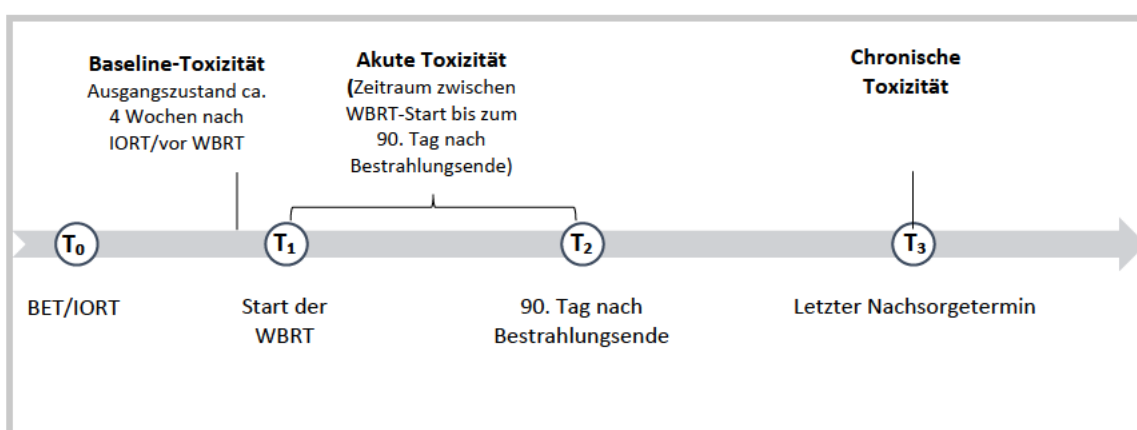 Baseline-Toxizität
Ausgangszustand ca.
4 Wochen nach
IORT/vor WBRT
Akute Toxizität
(Zeitraum zwischen
WBRT-Start bis zum
90. Tag nach
Bestrahlungsende)
Chronische
Toxizität
T₀
T₁
T₂
T₃
BET/IORT
Start der
WBRT
90. Tag nach
Bestrahlungsende
Letzter Nachsorgetermin